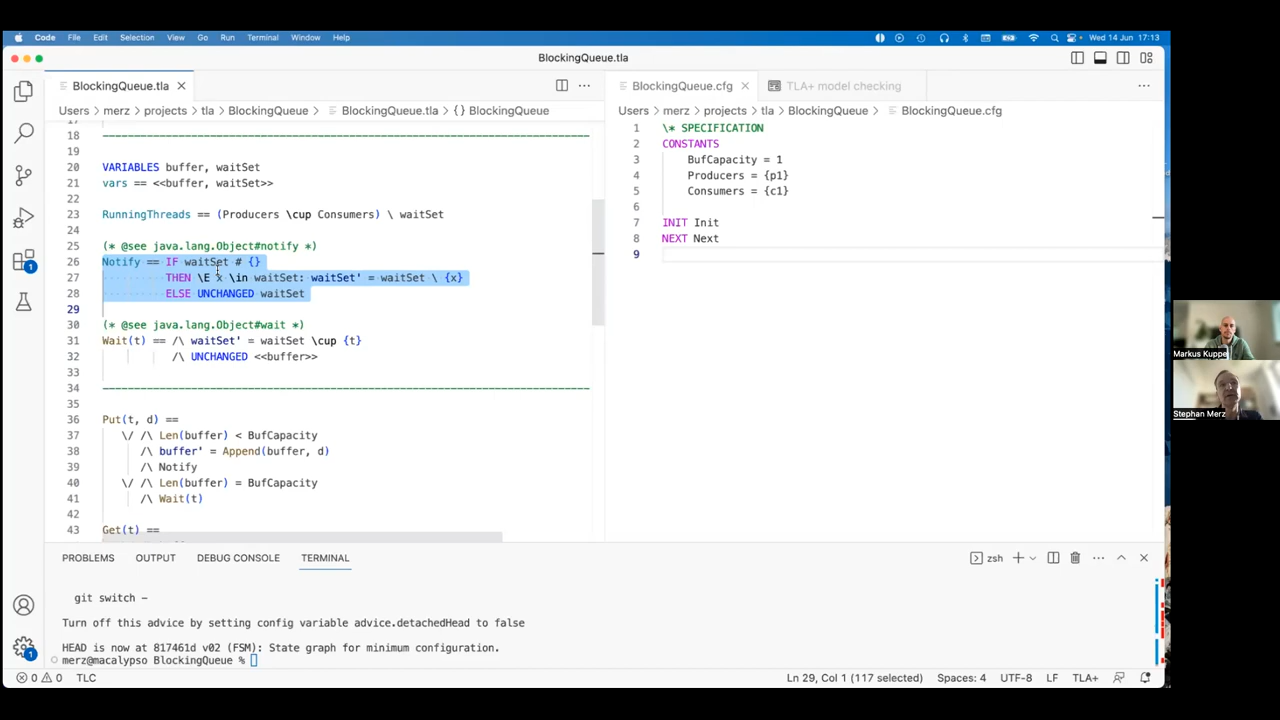 Code File Edit Selection View Go Run Terminal Window Help
Wed 14 Jun 17:13
BlockingQueue.tla
BlockingQueue.tla
Users > merz > projects > tla > BlockingQueue > BlockingQueue.tla > {} BlockingQueue
18
19
20 VARIABLES buffer, waitSet
21 vars == <<buffer, waitSet>>
22
23 RunningThreads == (Producers \cup Consumers) \ waitSet
24
25 (* @see java.lang.Object#notify *)
26 Notify == IF waitSet # {}
27 THEN \E x \in waitSet: waitSet' = waitSet \ {x}
28 ELSE UNCHANGED waitSet
29
30 (* @see java.lang.Object#wait *)
31 Wait(t) == /\ waitSet' = waitSet \cup {t}
32 /\ UNCHANGED <<buffer>>
33
34
35
36 Put(t, d) ==
37 \/ /\ Len(buffer) < BufCapacity
38 /\ buffer' = Append(buffer, d)
39 /\ Notify
40 \/ /\ Len(buffer) = BufCapacity
41 /\ Wait(t)
42
43 Get(t) ==
BlockingQueue.cfg
TLA+ model checking
Users > merz > projects > tla > BlockingQueue > BlockingQueue.cfg
1 \* SPECIFICATION
2 CONSTANTS
3 BufCapacity = 1
4 Producers = {p1}
5 Consumers = {c1}
6
7 INIT Init
8 NEXT Next
9
Markus Kuppe
Stephan Merz
PROBLEMS OUTPUT DEBUG CONSOLE TERMINAL
zsh
git switch -
Turn off this advice by setting config variable advice.detachedHead to false
HEAD is now at 817461d v02 (FSM): State graph for minimum configuration.
merz@macalypso BlockingQueue %
0 0 TLC
Ln 29, Col 1 (117 selected) Spaces: 4 UTF-8 LF TLA+
1
1